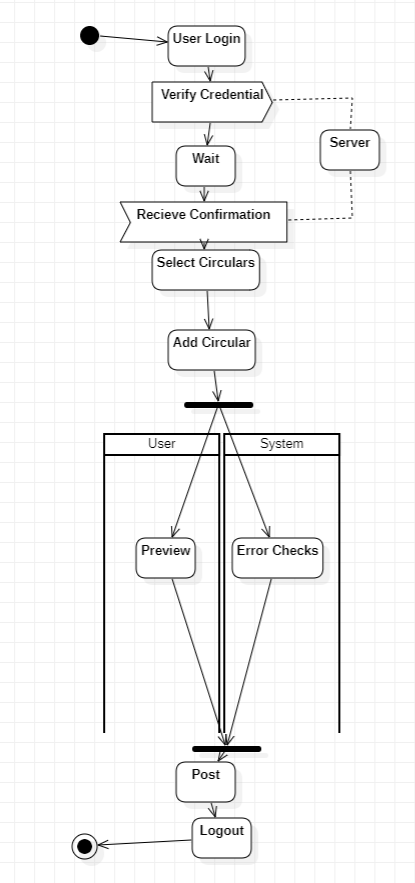 User Login
Verify Credential
Server
Wait
Recieve Confirmation
Select Circulars
Add Circular
User
System
Preview
Error Checks
Post
Logout